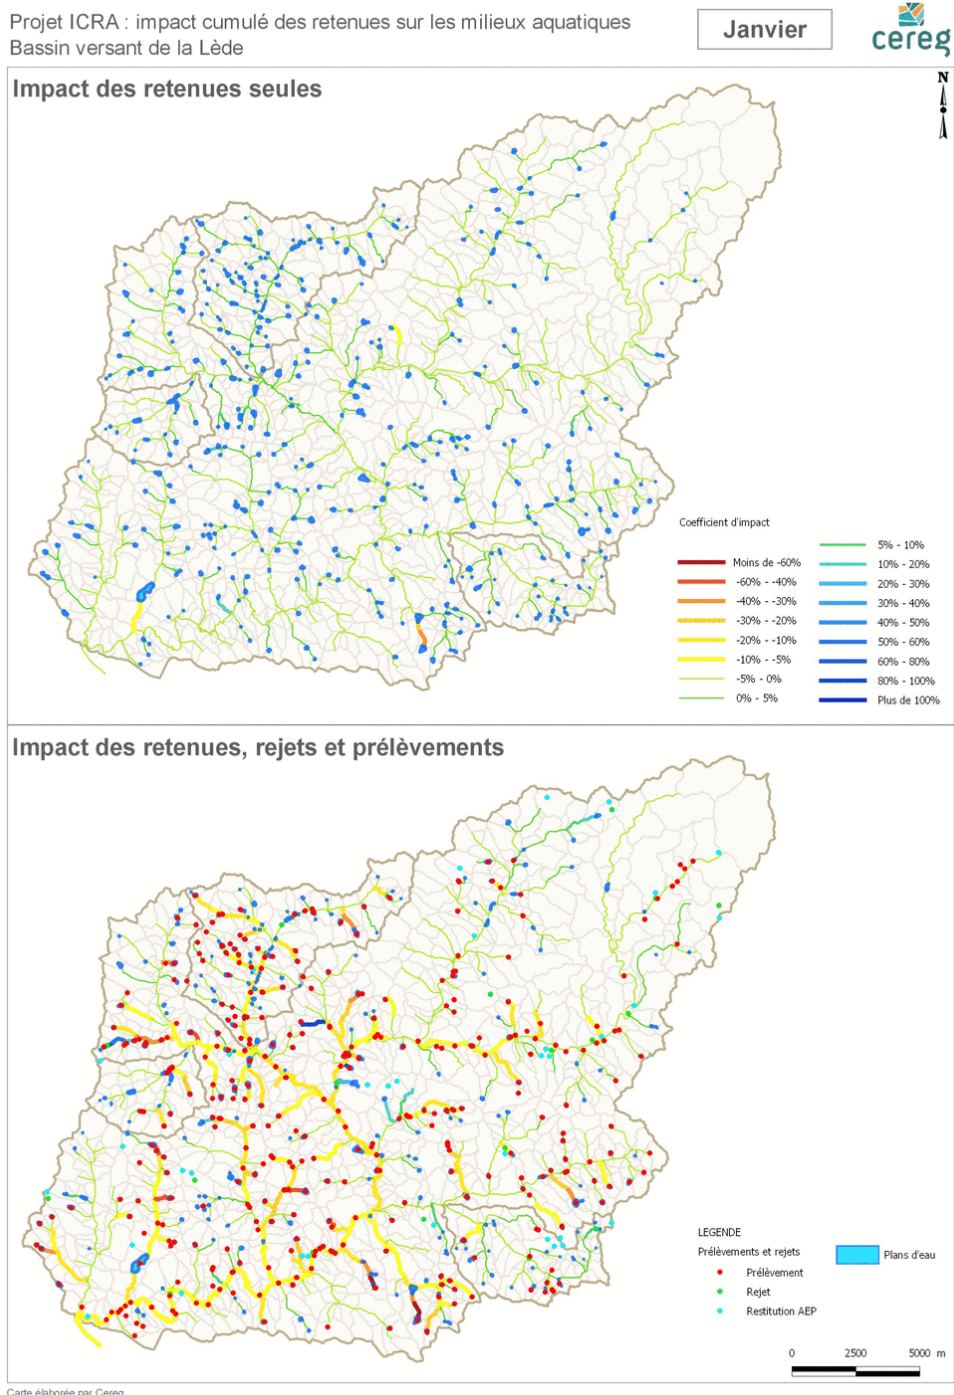 Projet ICRA : impact cumulé des retenues sur les milieux aquatiques
Bassin versant de la Lède
Janvier
cereg
Impact des retenues seules
N
Coefficient d'impact
Moins de -60%
-60% - -40%
-40% - -30%
-30% - -20%
-20% - -10%
-10% - -5%
-5% - 0%
0% - 5%
5% - 10%
10% - 20%
20% - 30%
30% - 40%
40% - 50%
50% - 60%
60% - 80%
80% - 100%
Plus de 100%
Impact des retenues, rejets et prélèvements
LEGENDE
Prélèvements et rejets
Prélèvement
Rejet
Restitution AEP
Plans d'eau
0 2500 5000 m
Carte élaborée par Cereg